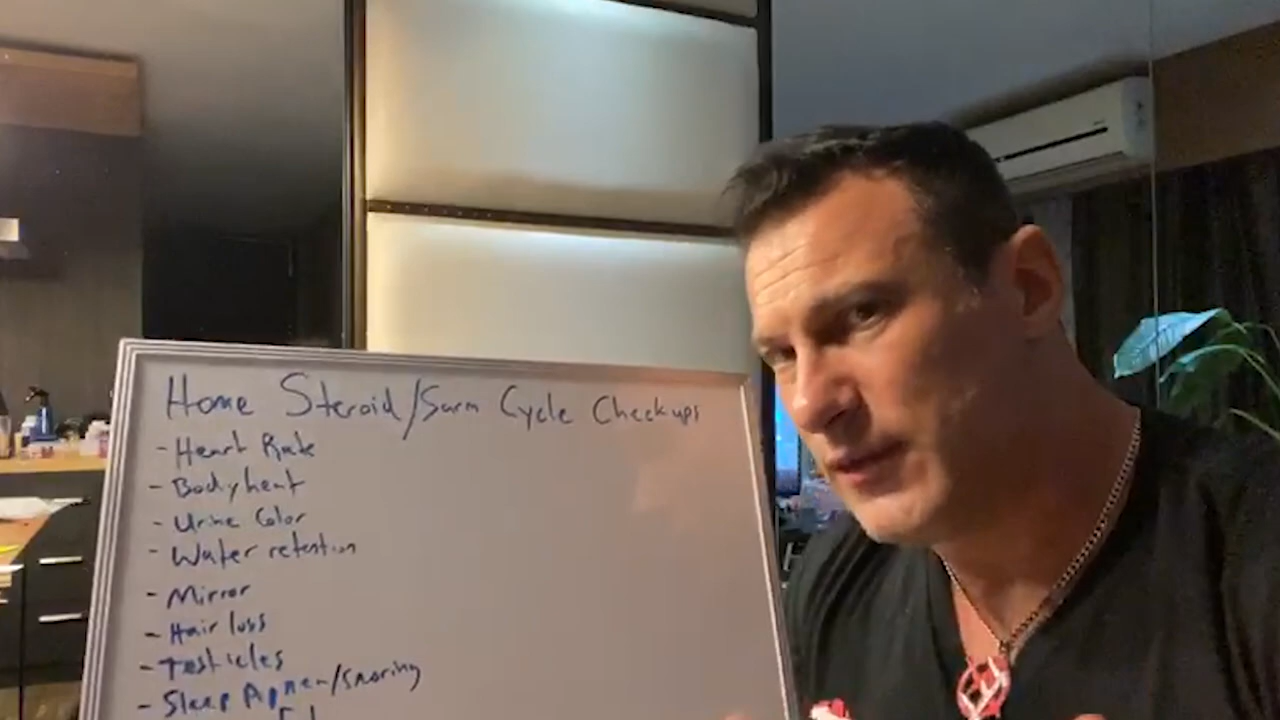 Home Steroid/Sarm Cycle Checkups
- Heart Rate
- Bodyheat
- Urine Color
- Water retention
- Mirror
- Hair loss
- Testicles
- Sleep Apnea/snoring